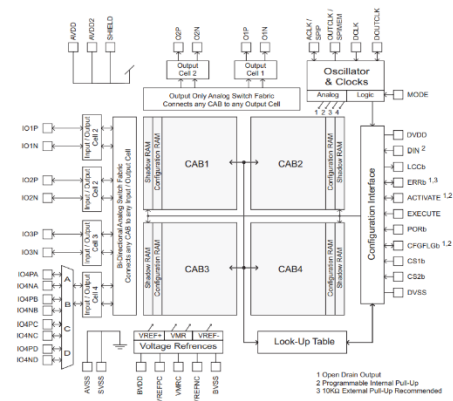 AVDD
AVDD2
SHIELD
O2P
O2N
O1P
O1N
ACLK /
SPIP
OUTCLK /
SPIMEM
DCLK
DOUTCLK
Output
Cell 2
Output
Cell 1
Oscillator
& Clocks
Analog
Logic
MODE
1 2 3 4
Output Only Analog Switch Fabric
Connects any CAB to any Output Cell
IO1P
IO1N
Input / Output
Cell 2
IO2P
IO2N
Input / Output
Cell 2
IO3P
IO3N
Input / Output
Cell 3
IO4PA
IO4NA
IO4PB
IO4NB
IO4PC
IO4NC
IO4PD
IO4ND
A
B
C
D
Input / Output
Cell 4
Bi-Directional Analog Switch Fabric
Connects any CAB to any Input / Output Cell
Shadow RAM
Configuration RAM
CAB1
CAB2
Shadow RAM
Configuration RAM
Shadow RAM
Configuration RAM
CAB3
CAB4
Shadow RAM
Configuration RAM
Configuration Interface
DVDD
DIN 2
LCCb
ERRb 1,3
ACTIVATE 1,2
EXECUTE
PORb
CFGFLGb 1,2
CS1b
CS2b
DVSS
VREF+
VMR
VREF-
Voltage Refrences
Look-Up Table
AVSS
SVSS
BVDD
VREFPC
VMRC
VREFNC
BVSS
1 Open Drain Output
2 Programmable Internal Pull-Up
3 10KΩ External Pull-Up Recommended